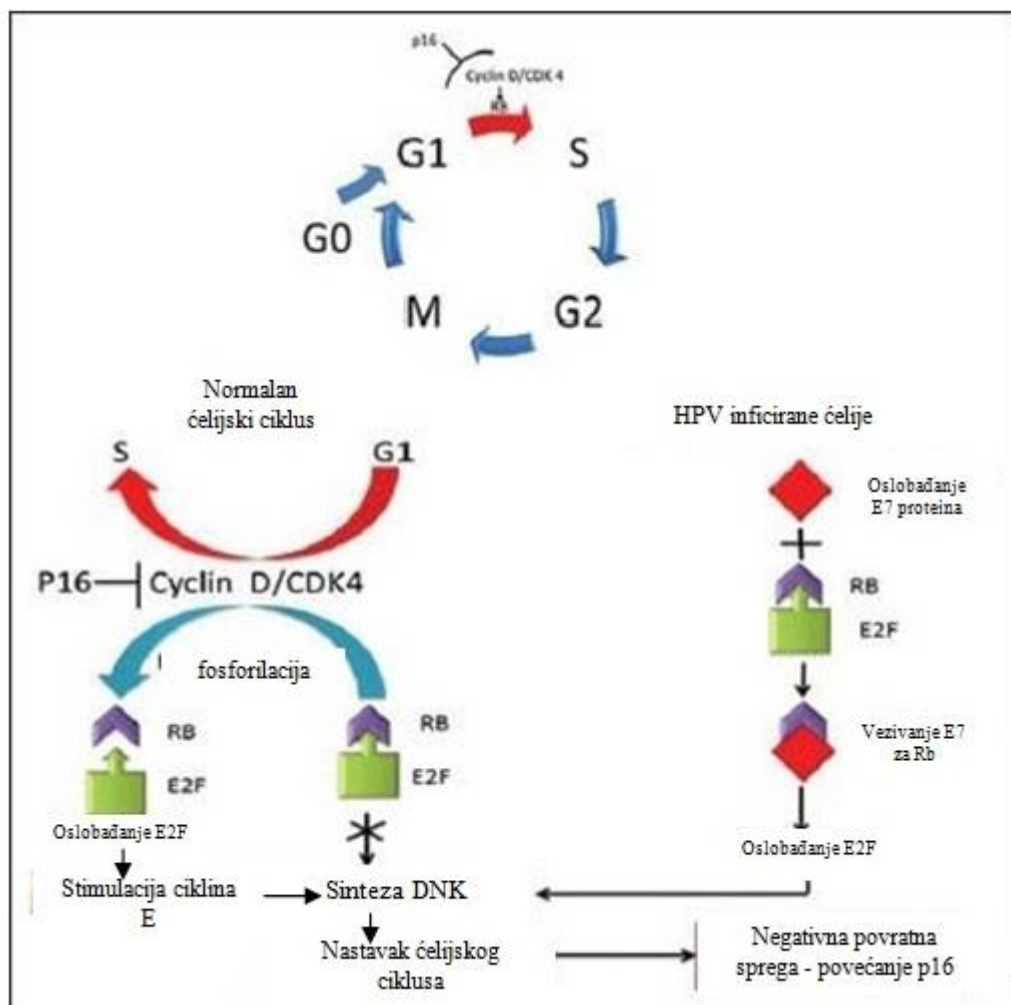 p16
Cyclin D/CDK 4
Rb
G1
S
G0
M
G2
Normalan
ćelijski ciklus
HPV inficirane ćelije
S
G1
Oslobađanje
E7 proteina
P16
Cyclin D/CDK4
RB
E2F
fosforilacija
RB
E2F
RB
E2F
Vezivanje E7
za Rb
Oslobađanje E2F
Oslobađanje E2F
Stimulacija ciklina
E
Sinteza DNK
Nastavak ćelijskog
ciklusa
Negativna povratna
sprega - povećanje p16